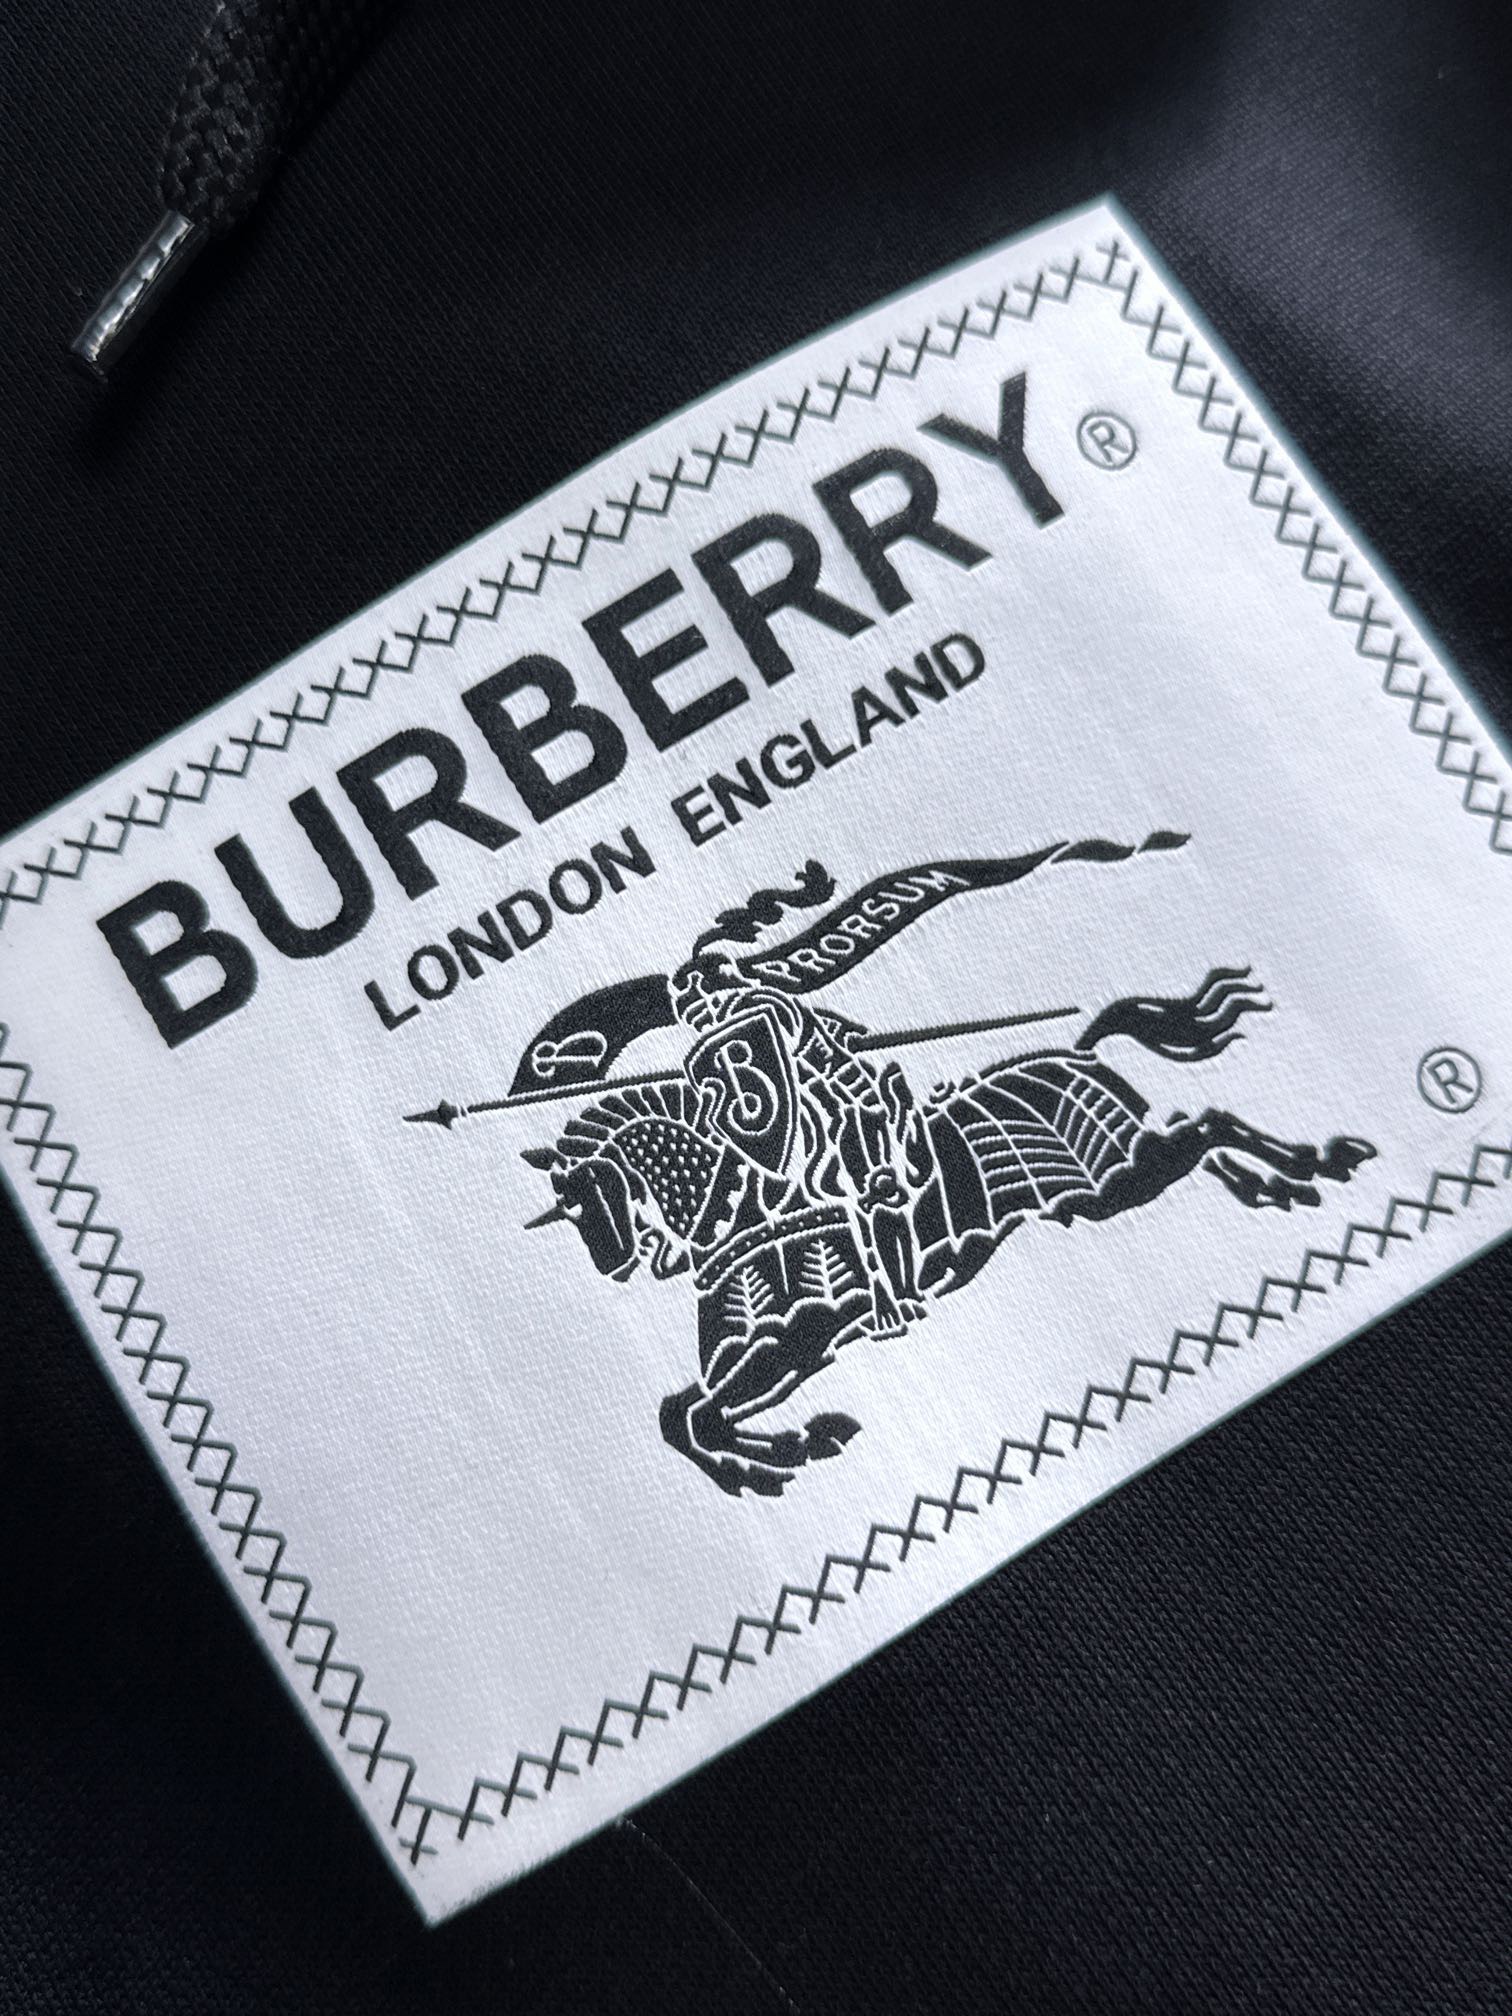 BURBERRY®
LONDON ENGLAND
PRORSUM
B
B
®